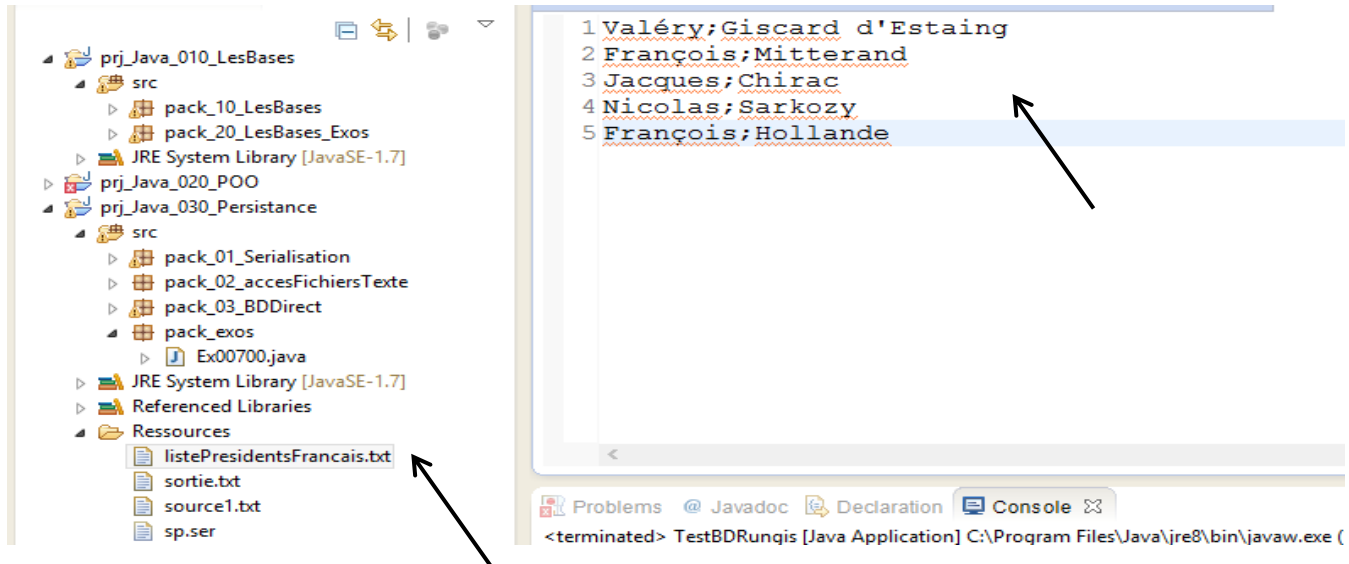 prj_Java_010_LesBases
src
pack_10_LesBases
pack_20_LesBases_Exos
JRE System Library [JavaSE-1.7]
prj_Java_020_POO
prj_Java_030_Persistance
src
pack_01_Serialisation
pack_02_accesFichiersTexte
pack_03_BDDirect
pack_exos
Ex00700.java
JRE System Library [JavaSE-1.7]
Referenced Libraries
Ressources
listePresidentsFrancais.txt
sortie.txt
source1.txt
sp.ser
1 Valéry;Giscard d'Estaing
2 François;Mitterand
3 Jacques;Chirac
4 Nicolas;Sarkozy
5 François;Hollande
Problems @ Javadoc Declaration Console
<terminated> TestBDRungis [Java Application] C:\Program Files\Java\jre8\bin\javaw.exe (